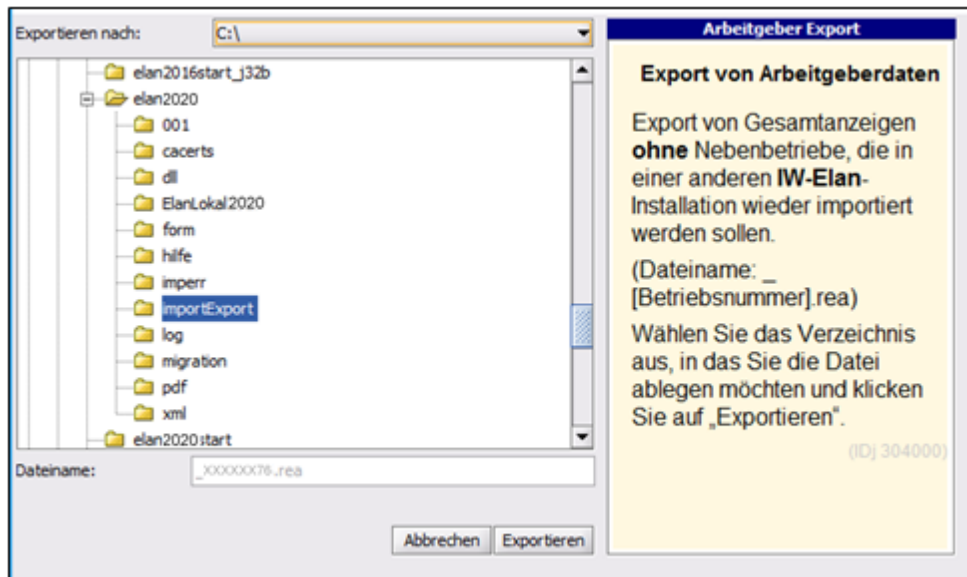 Exportieren nach:
C:\
elan2016start_j32b
elan2020
001
cacerts
dll
ElanLokal2020
form
hilfe
imperr
importExport
log
migration
pdf
xml
elan2020start
Dateiname:
_XXXXXX76.rea
Abbrechen
Exportieren
Arbeitgeber Export
Export von Arbeitgeberdaten
Export von Gesamtanzeigen
ohne Nebenbetriebe, die in
einer anderen IW-Elan-
Installation wieder importiert
werden sollen.
(Dateiname: _
[Betriebsnummer].rea)
Wählen Sie das Verzeichnis
aus, in das Sie die Datei
ablegen möchten und klicken
Sie auf „Exportieren“.
(IDj 304000)